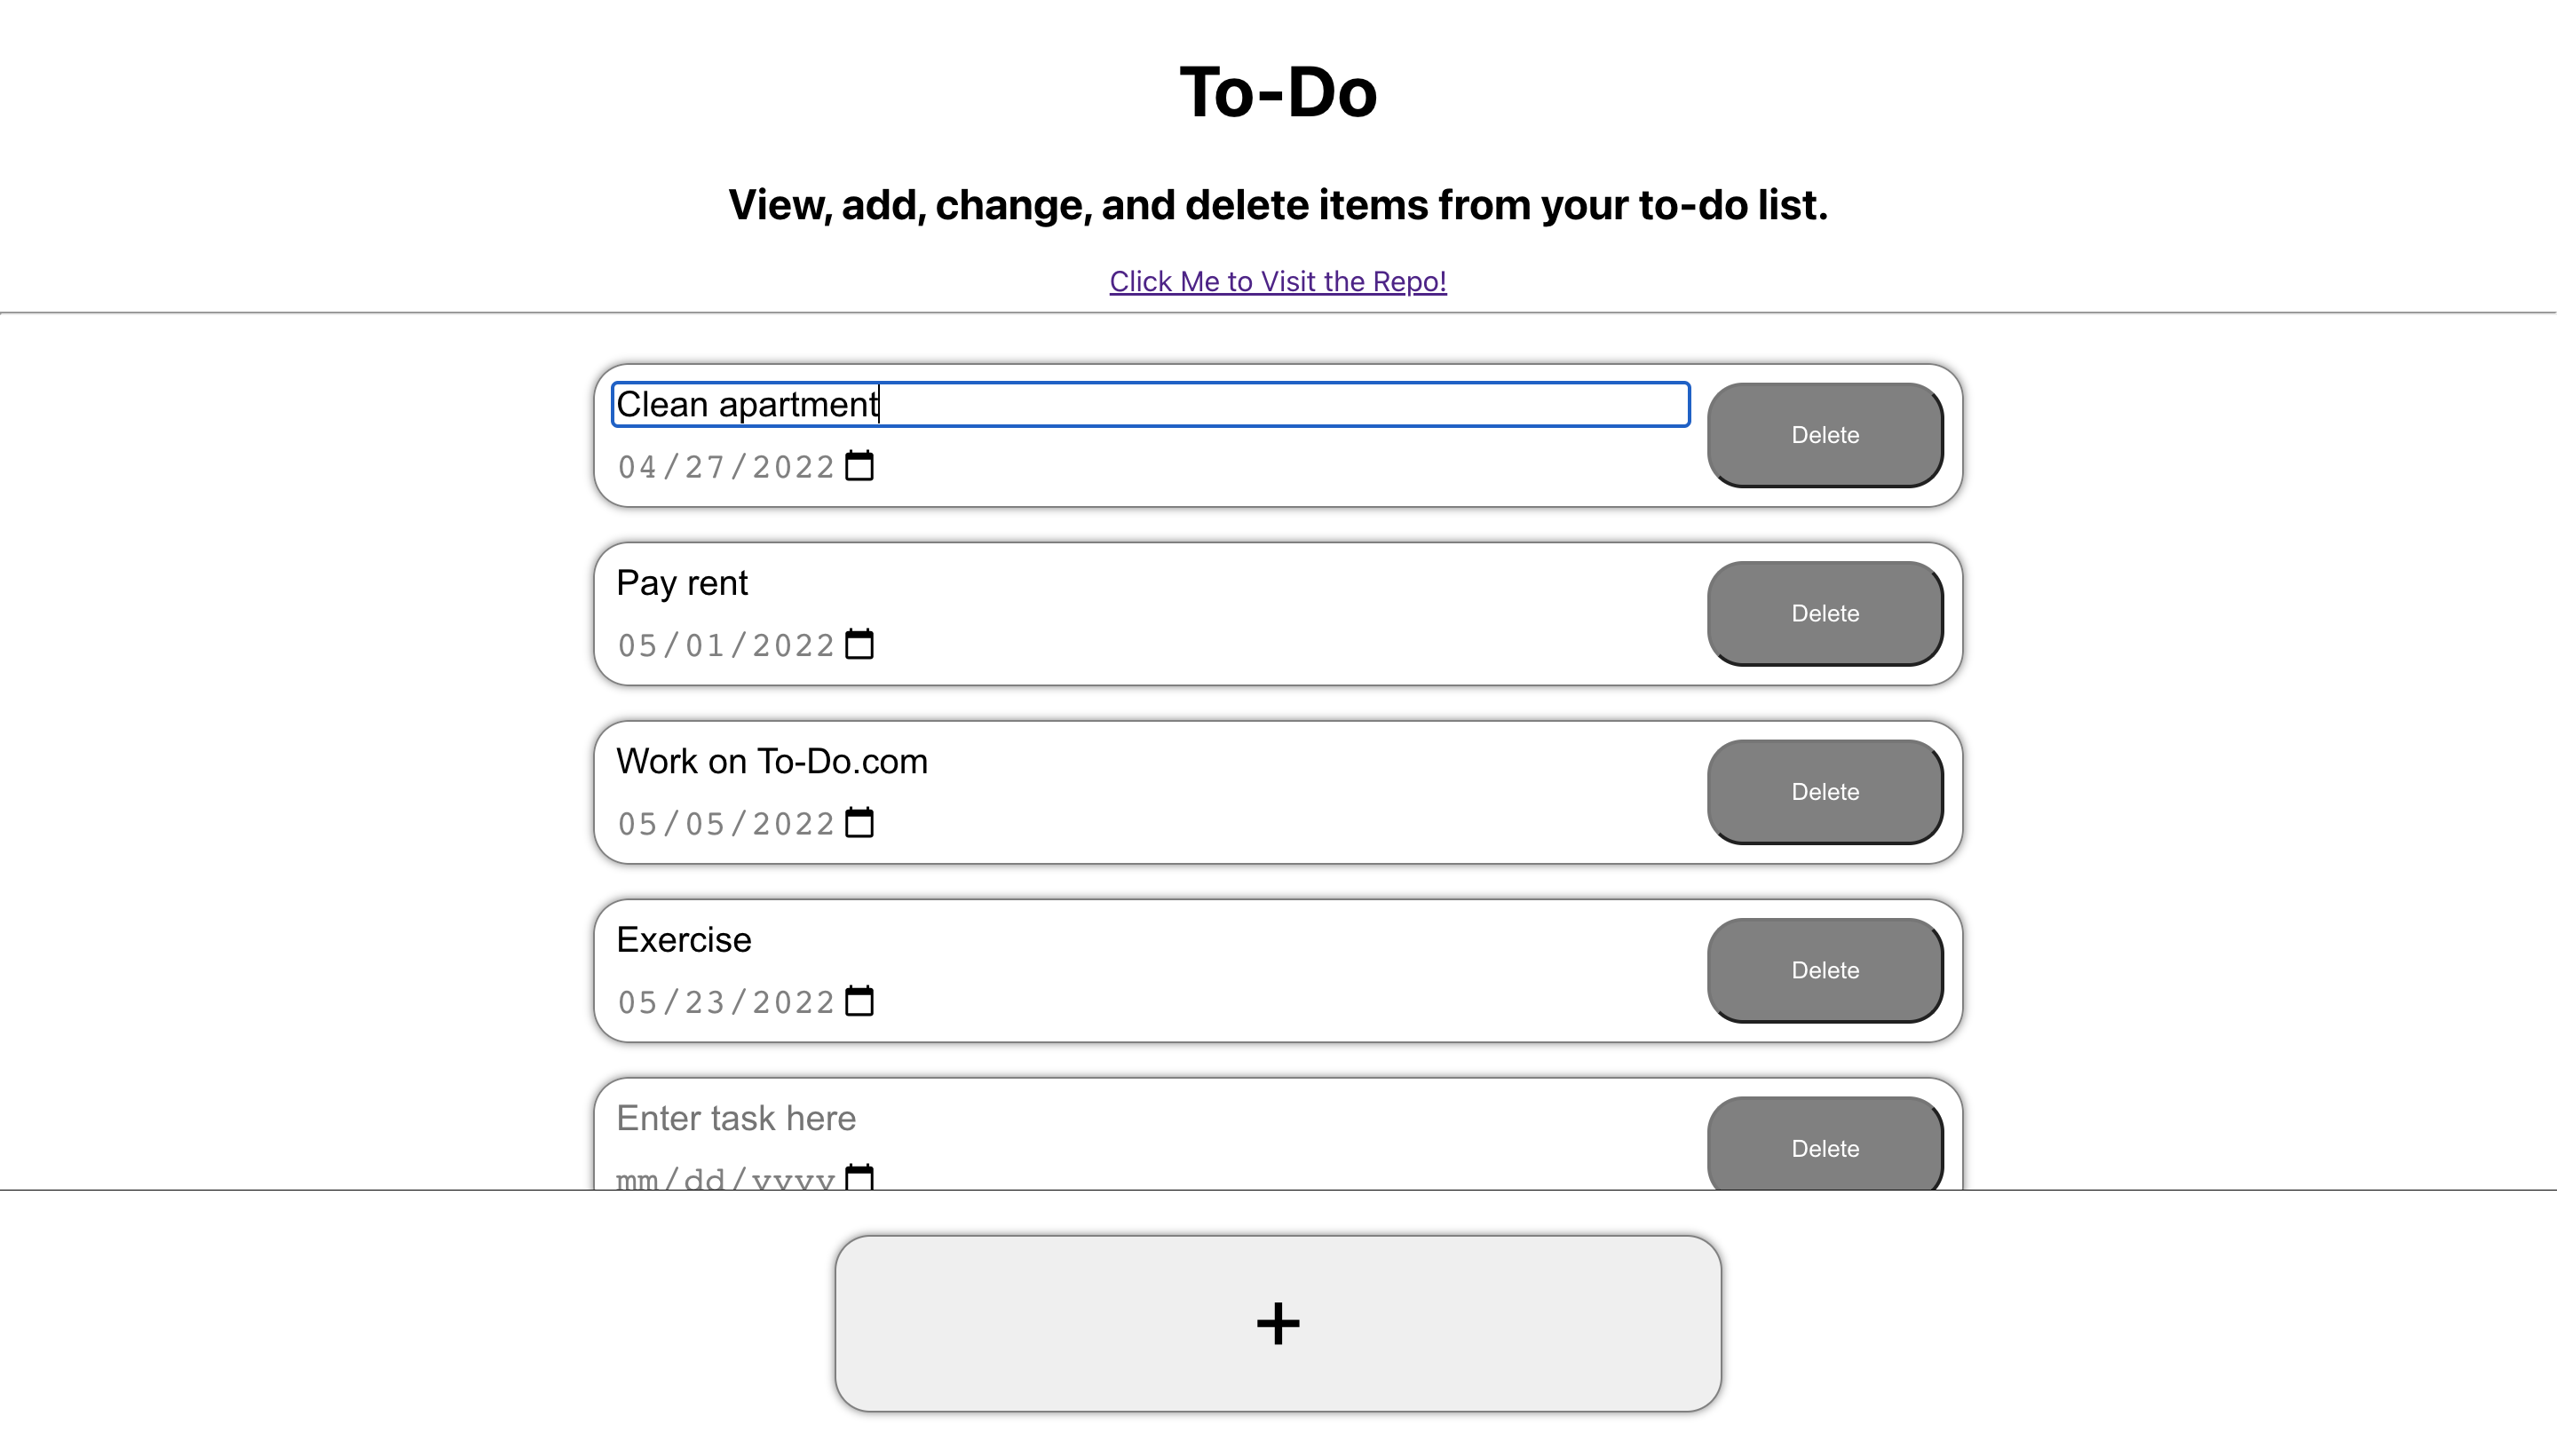 To-Do
View, add, change, and delete items from your to-do list.
Click Me to Visit the Repo!
Clean apartment
Delete
04/27/2022
Pay rent
Delete
05/01/2022
Work on To-Do.com
Delete
05/05/2022
Exercise
Delete
05/23/2022
Enter task here
Delete
mm/dd/yyyy
+